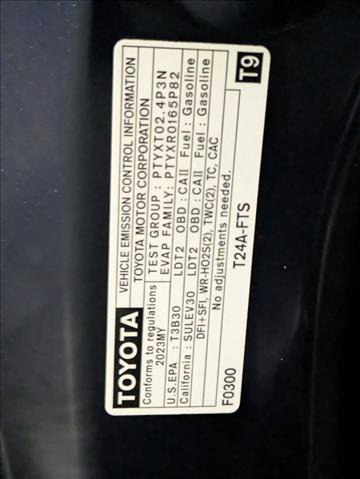 TOYOTA
VEHICLE EMISSION CONTROL INFORMATION
TOYOTA MOTOR CORPORATION
T9
Conforms to regulations
2023MY
TEST GROUP : PTYXT02.4P3N
EVAP FAMILY: PTYXR0165P82
U.S.EPA : T3B30 LDT2 OBD : CAII Fuel : Gasoline
California : SULEV30 LDT2 OBD : CAII Fuel : Gasoline
DFI+SFI, WR-HO2S(2), TWC(2), TC, CAC
No adjustments needed.
F0300
T24A-FTS